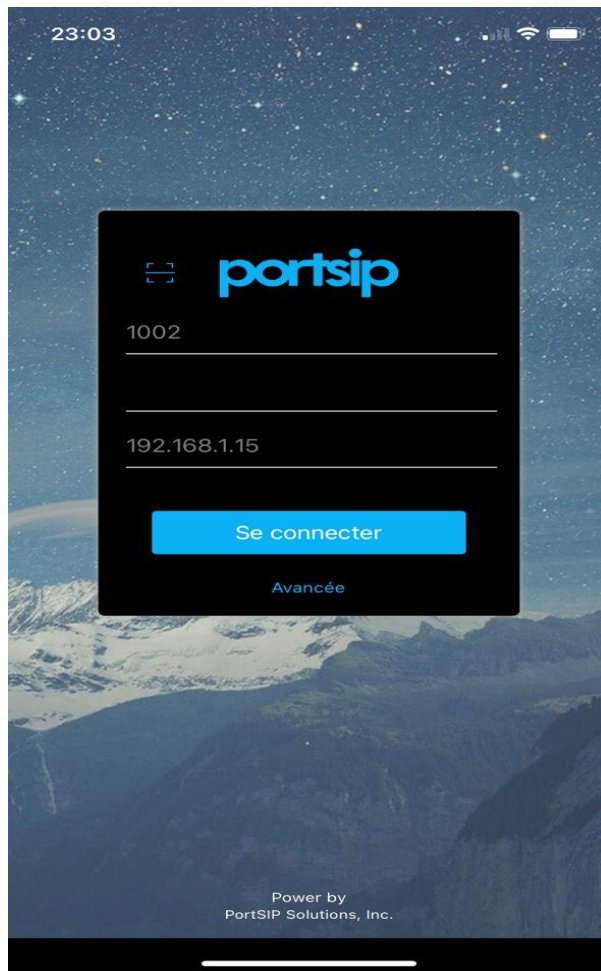 23:03
portsip
1002
192.168.1.15
Se connecter
Avancée
Power by
PortSIP Solutions, Inc.